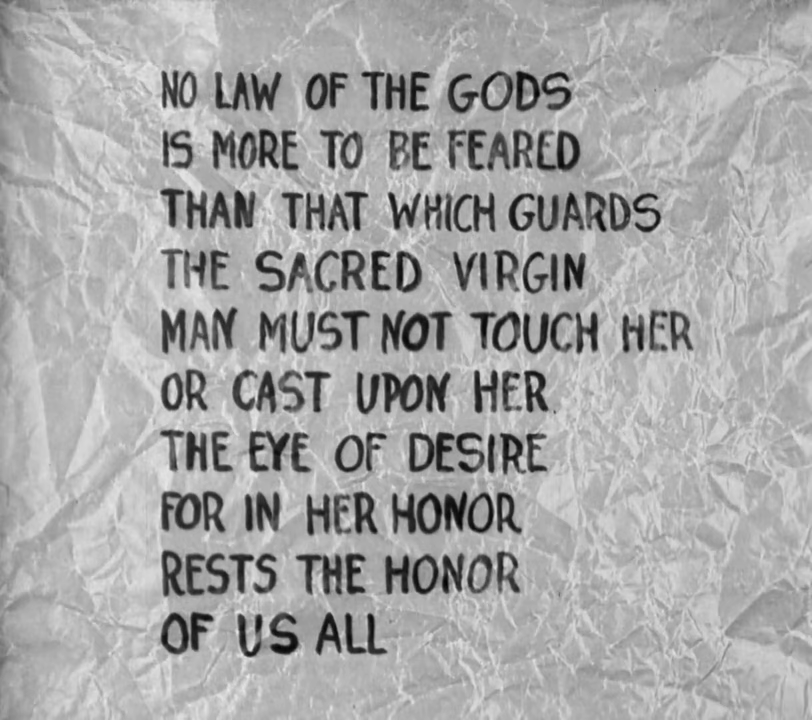 NO LAW OF THE GODS
IS MORE TO BE FEARED
THAN THAT WHICH GUARDS
THE SACRED VIRGIN
MAN MUST NOT TOUCH HER
OR CAST UPON HER
THE EYE OF DESIRE
FOR IN HER HONOR
RESTS THE HONOR
OF US ALL